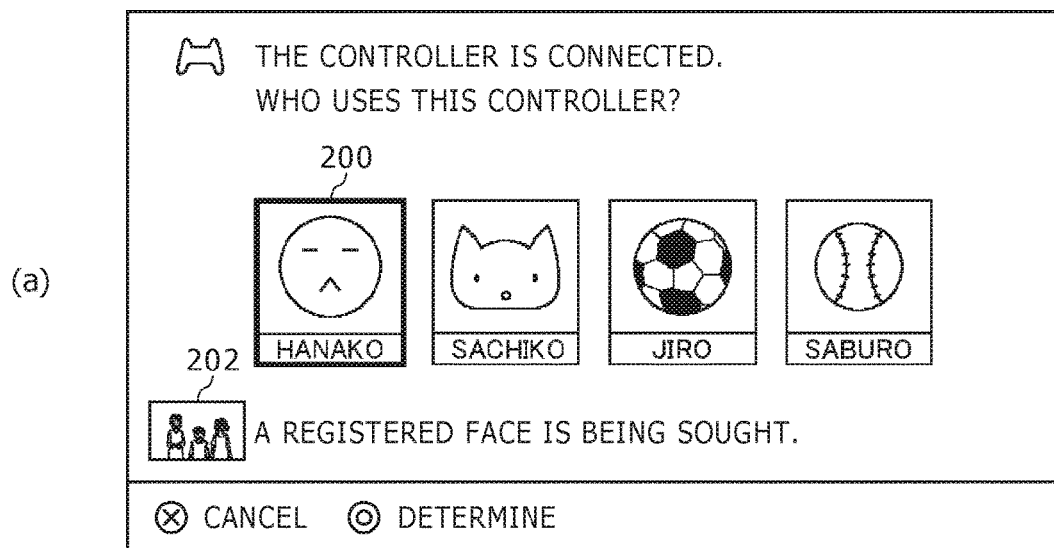 THE CONTROLLER IS CONNECTED.
WHO USES THIS CONTROLLER?
200
(a)
HANAKO SACHIKO JIRO SABURO
202
A REGISTERED FACE IS BEING SOUGHT.
CANCEL DETERMINE